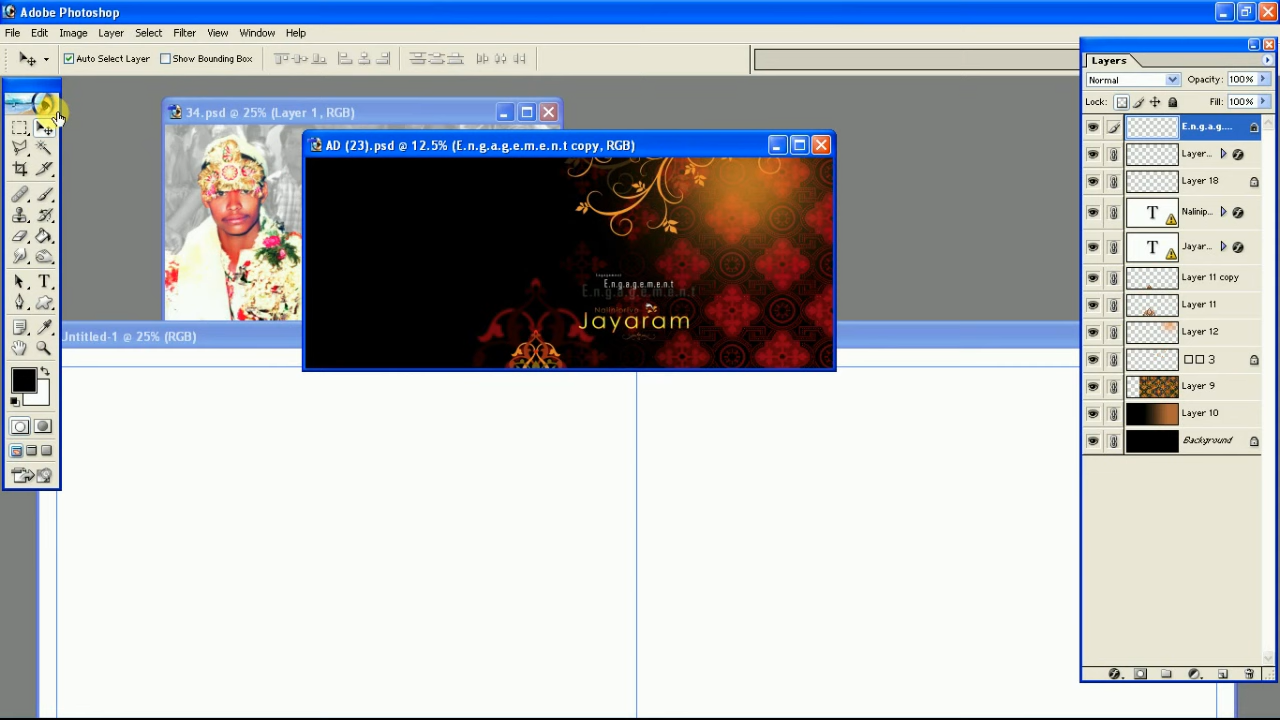 Adobe Photoshop
File Edit Image Layer Select Filter View Window Help
Auto Select Layer Show Bounding Box
34.psd @ 25% (Layer 1, RGB)
AD (23).psd @ 12.5% (E.n.g.a.g.e.m.e.n.t copy, RGB)
E.n.g.a.g.e.m.e.n.t
E.n.g.a.g.e.m.e.n.t
Jayaram
Untitled-1 @ 25% (RGB)
Layers
Normal Opacity: 100%
Lock: Fill: 100%
E.n.g.a.g....
Layer...
Layer 18
T Nalinip...
T Jayar...
Layer 11 copy
Layer 11
Layer 12
□□ 3
Layer 9
Layer 10
Background